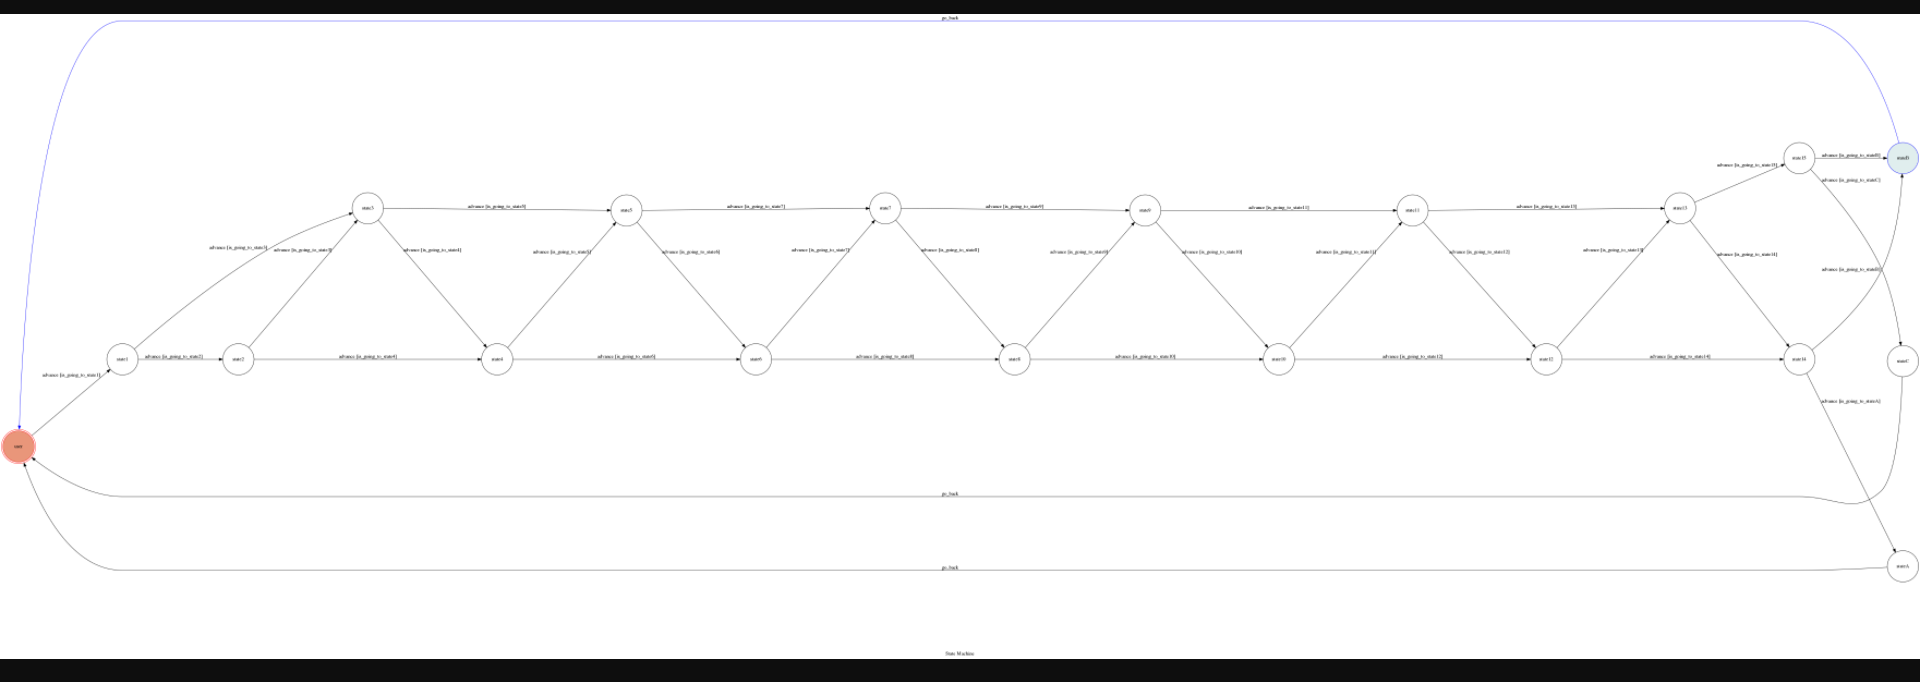 go_back
advance [is_going_to_stateB]
state15
stateB
advance [is_going_to_state15]
advance [is_going_to_stateC]
state3
advance [is_going_to_state5]
state5
advance [is_going_to_state7]
state7
advance [is_going_to_state9]
state9
advance [is_going_to_state11]
state11
advance [is_going_to_state13]
state13
advance [is_going_to_state3]
advance [is_going_to_state3]
advance [is_going_to_state4]
advance [is_going_to_state5]
advance [is_going_to_state6]
advance [is_going_to_state7]
advance [is_going_to_state8]
advance [is_going_to_state9]
advance [is_going_to_state10]
advance [is_going_to_state11]
advance [is_going_to_state12]
advance [is_going_to_state13]
advance [is_going_to_state14]
advance [is_going_to_stateB]
state1
advance [is_going_to_state2]
state2
advance [is_going_to_state4]
state4
advance [is_going_to_state6]
state6
advance [is_going_to_state8]
state8
advance [is_going_to_state10]
state10
advance [is_going_to_state12]
state12
advance [is_going_to_state14]
state14
stateC
advance [is_going_to_state1]
advance [is_going_to_stateA]
user
go_back
go_back
stateA
State Machine